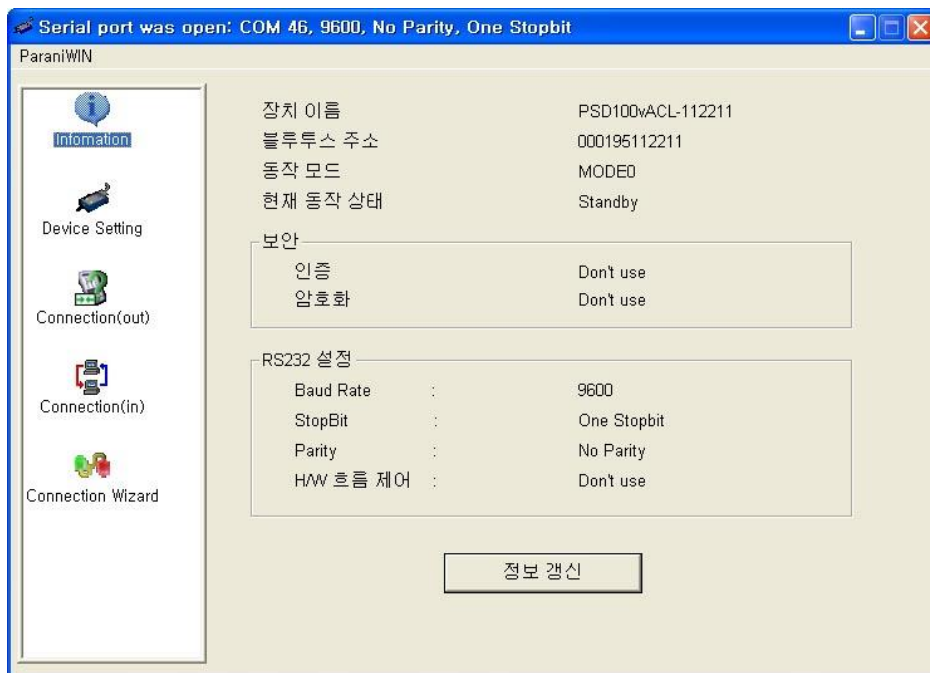 Serial port was open: COM 46, 9600, No Parity, One Stopbit
ParaniWIN
Infomation
Device Setting
Connection(out)
Connection(in)
Connection Wizard
장치 이름 PSD100vACL-112211
블루투스 주소 000195112211
동작 모드 MODE0
현재 동작 상태 Standby
보안
인증 Don't use
암호화 Don't use
RS232 설정
Baud Rate : 9600
StopBit : One Stopbit
Parity : No Parity
H/W 흐름 제어 : Don't use
정보 갱신